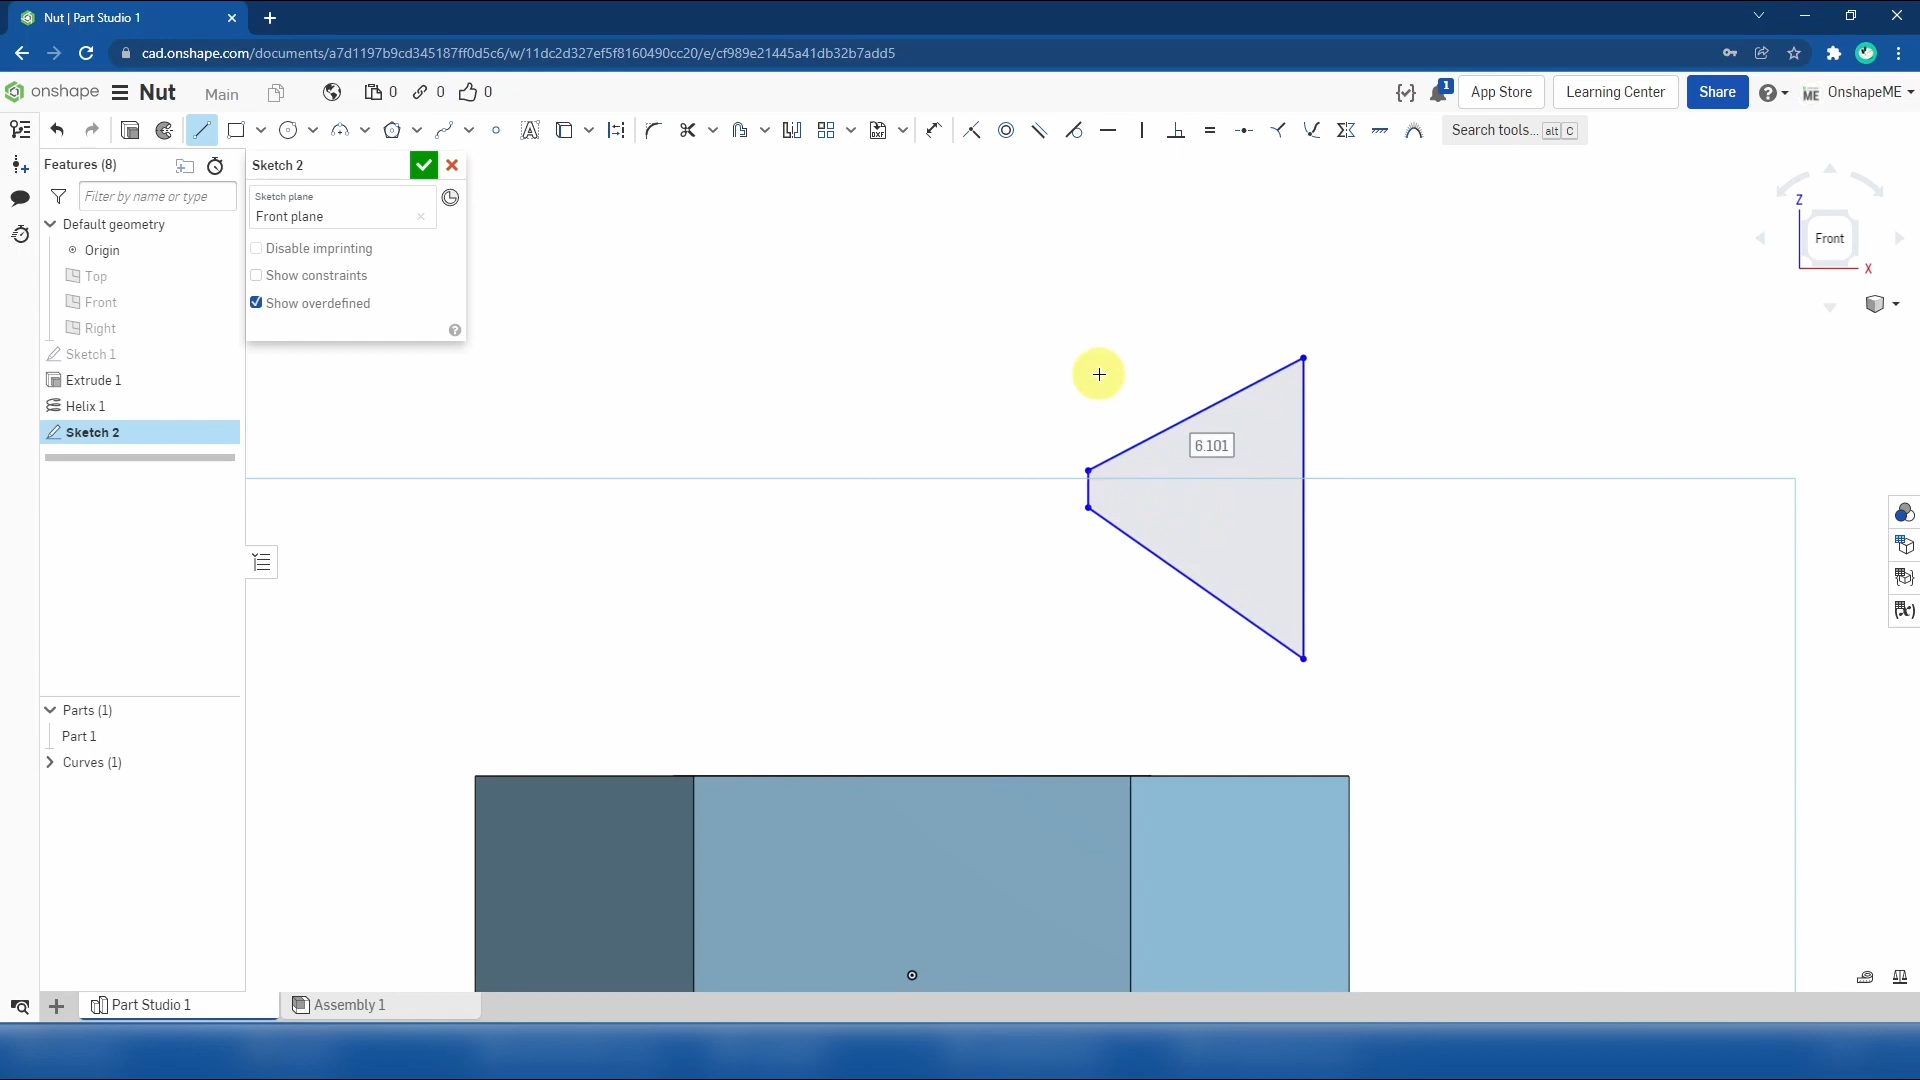 Nut | Part Studio 1
cad.onshape.com/documents/a7d1197b9cd345187ff0d5c6/w/11dc2d327ef5f8160490cc20/e/cf989e21445a41db32b7add5
onshape Nut Main 0 0 0 1 App Store Learning Center Share ME OnshapeME
Search tools... alt C
Features (8)
Filter by name or type
Default geometry
Origin
Top
Front
Right
Sketch 1
Extrude 1
Helix 1
Sketch 2
Sketch 2
Sketch plane
Front plane
Disable imprinting
Show constraints
Show overdefined
6.101
Z
Front
X
Parts (1)
Part 1
Curves (1)
Part Studio 1
Assembly 1